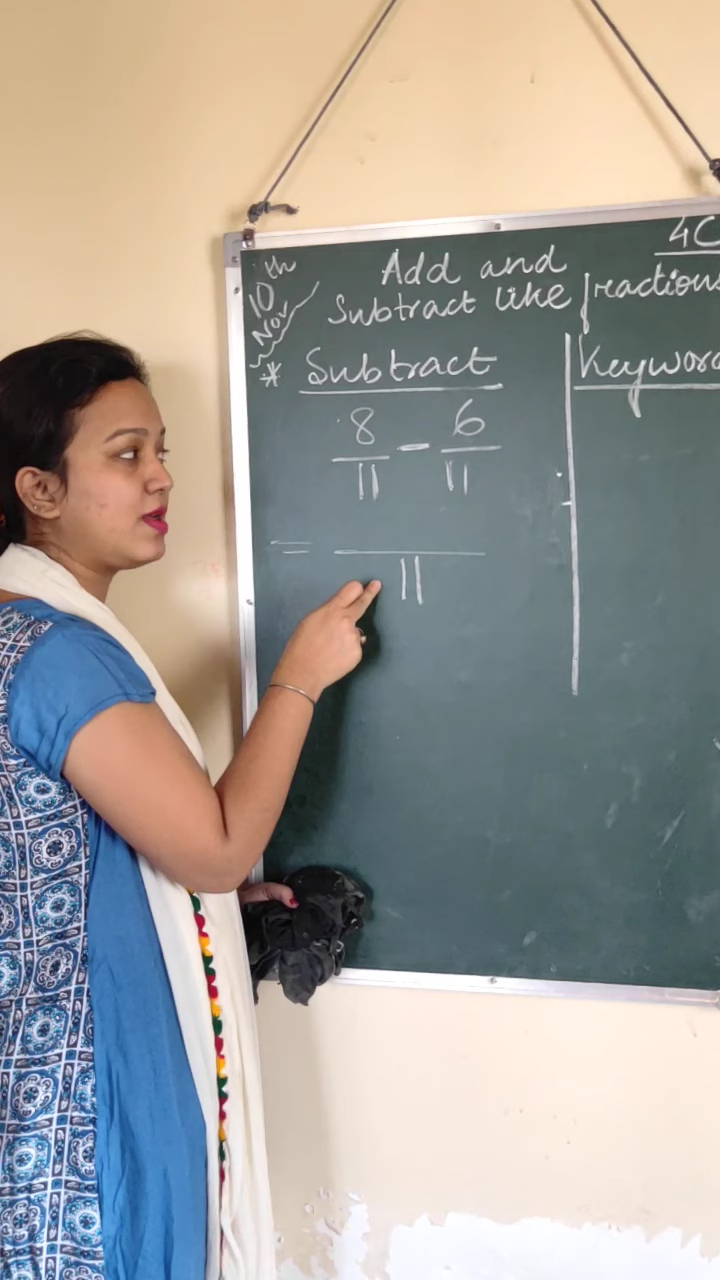 4C
10th Nov
Add and
Subtract like fractions
* Subtract
8/11 - 6/11
= /11
Keyword